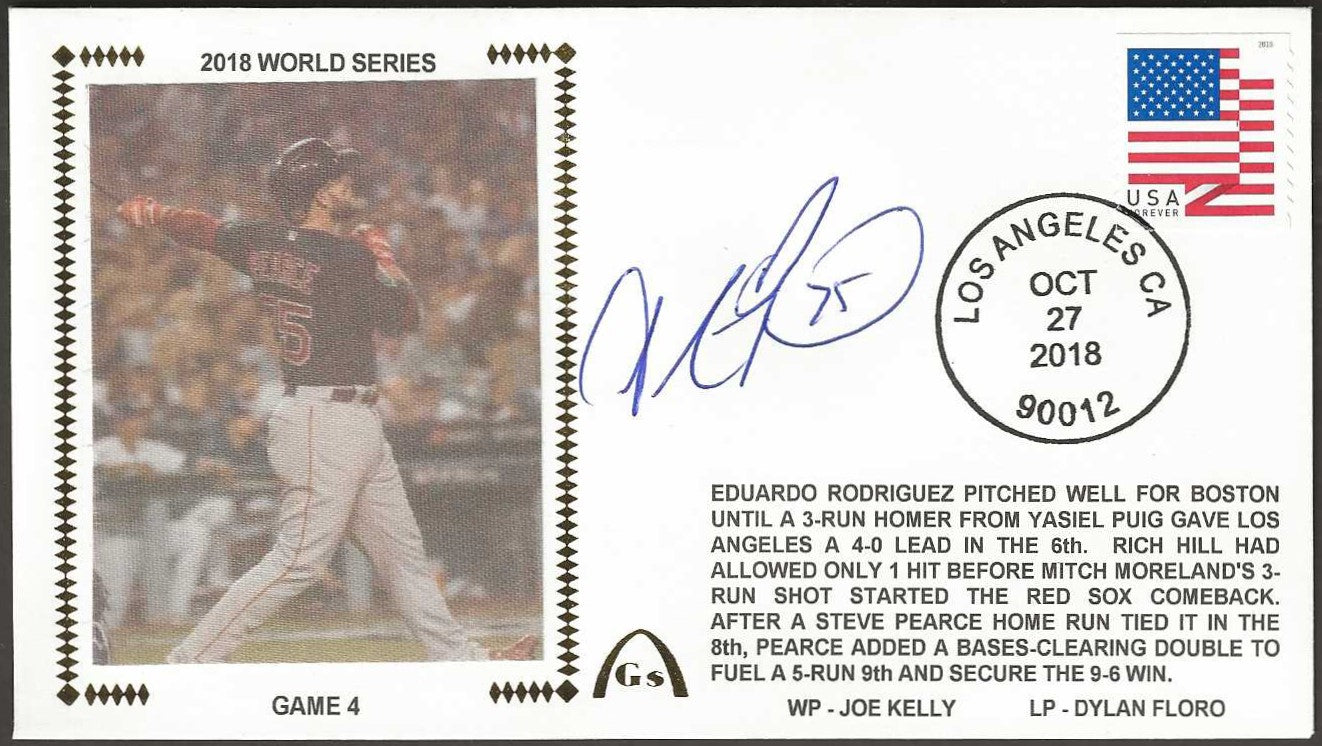 2018 WORLD SERIES
2018
USA
FOREVER
LOS ANGELES CA
OCT
27
2018
90012
25
5
EDUARDO RODRIGUEZ PITCHED WELL FOR BOSTON
UNTIL A 3-RUN HOMER FROM YASIEL PUIG GAVE LOS
ANGELES A 4-0 LEAD IN THE 6th. RICH HILL HAD
ALLOWED ONLY 1 HIT BEFORE MITCH MORELAND'S 3-
RUN SHOT STARTED THE RED SOX COMEBACK.
AFTER A STEVE PEARCE HOME RUN TIED IT IN THE
8th, PEARCE ADDED A BASES-CLEARING DOUBLE TO
FUEL A 5-RUN 9th AND SECURE THE 9-6 WIN.
Gs
GAME 4
WP - JOE KELLY LP - DYLAN FLORO